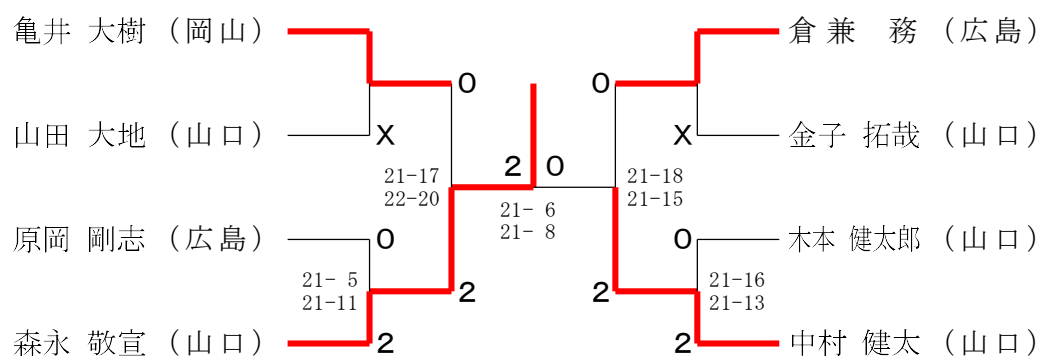 亀井 大樹 （岡山）
倉兼 務 （広島）
0
0
山田 大地 （山口）
X
X
金子 拓哉 （山口）
2 0
21-17
22-20
21-18
21-15
21- 6
21- 8
原岡 剛志 （広島）
0
0
木本 健太郎 （山口）
21- 5
21-11
2
2
21-16
21-13
森永 敬宣 （山口）
2
2
中村 健太 （山口）